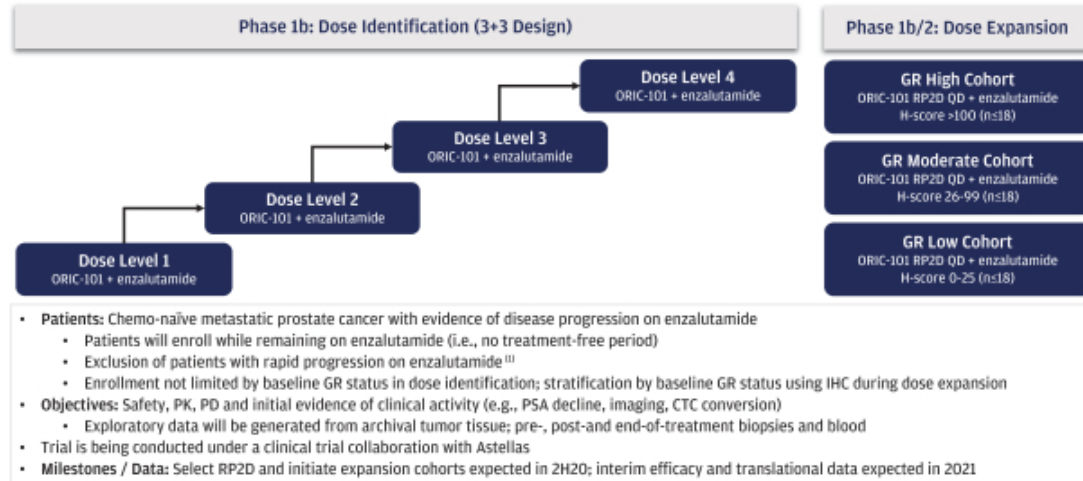 Phase 1b: Dose Identification (3+3 Design)
Dose Level 4
ORIC-101 + enzalutamide
Dose Level 3
ORIC-101 + enzalutamide
Dose Level 2
ORIC-101 + enzalutamide
Dose Level 1
ORIC-101 + enzalutamide
Phase 1b/2: Dose Expansion
GR High Cohort
ORIC-101 RP2D QD + enzalutamide
H-score >100 (n≤18)
GR Moderate Cohort
ORIC-101 RP2D QD + enzalutamide
H-score 26-99 (n≤18)
GR Low Cohort
ORIC-101 RP2D QD + enzalutamide
H-score 0-25 (n≤18)
• Patients: Chemo-naïve metastatic prostate cancer with evidence of disease progression on enzalutamide
• Patients will enroll while remaining on enzalutamide (i.e., no treatment-free period)
• Exclusion of patients with rapid progression on enzalutamide (1)
• Enrollment not limited by baseline GR status in dose identification; stratification by baseline GR status using IHC during dose expansion
• Objectives: Safety, PK, PD and initial evidence of clinical activity (e.g., PSA decline, imaging, CTC conversion)
• Exploratory data will be generated from archival tumor tissue; pre-, post-and end-of-treatment biopsies and blood
• Trial is being conducted under a clinical trial collaboration with Astellas
• Milestones / Data: Select RP2D and initiate expansion cohorts expected in 2H20; interim efficacy and translational data expected in 2021